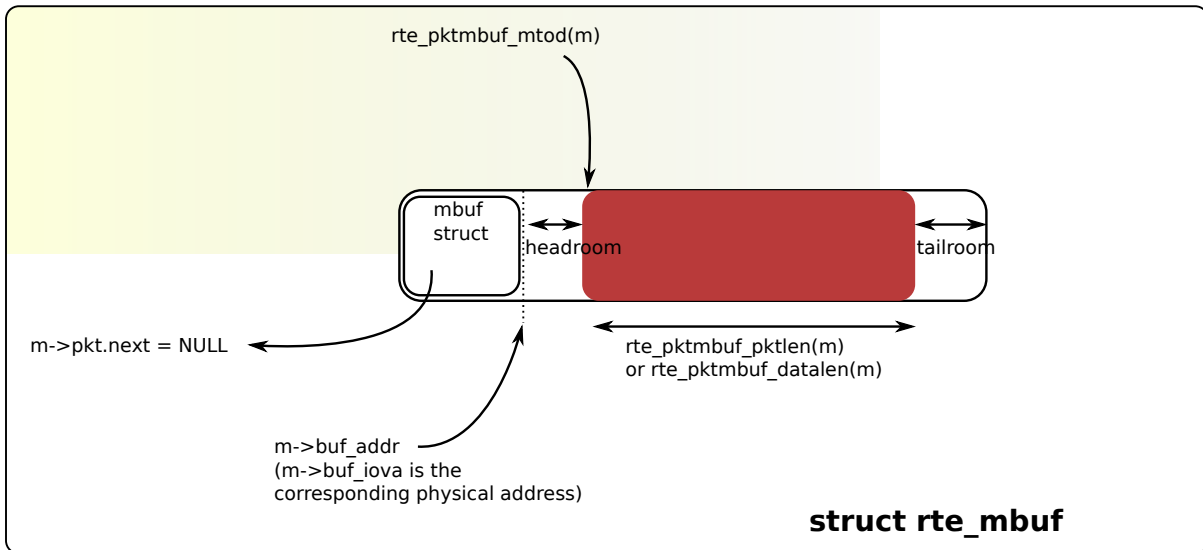 rte_pktmbuf_mtod(m)
mbuf
struct
headroom
tailroom
m->pkt.next = NULL
rte_pktmbuf_pktlen(m)
or rte_pktmbuf_datalen(m)
m->buf_addr
(m->buf_iova is the
corresponding physical address)
struct rte_mbuf